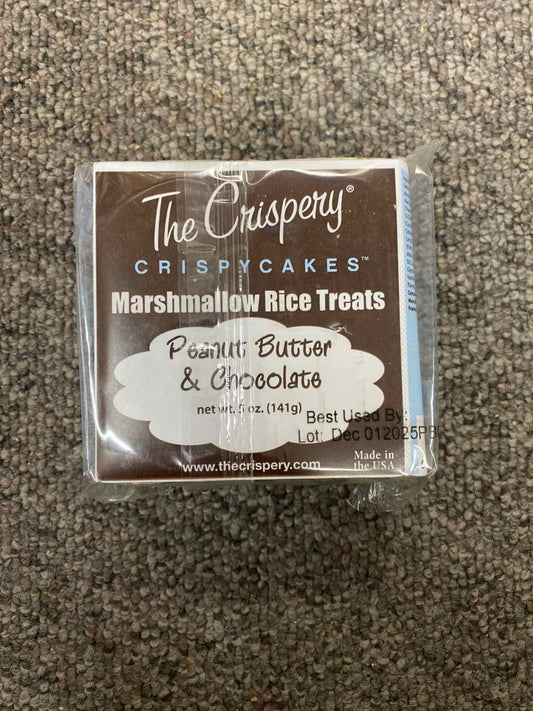 The Crispery®
CRISPYCAKES™
Marshmallow Rice Treats
Peanut Butter
& Chocolate
net wt. 5 oz. (141g)
Best Used By:
Lot: Dec 012025PB
www.thecrispery.com
Made in
the USA